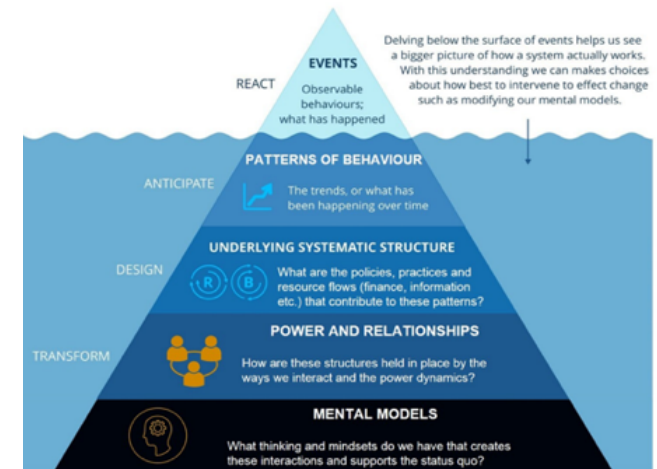 Delving below the surface of events helps us see
a bigger picture of how a system actually works.
With this understanding we can makes choices
about how best to intervene to effect change
such as modifying our mental models.
EVENTS
REACT
Observable
behaviours;
what has happened
PATTERNS OF BEHAVIOUR
ANTICIPATE
The trends, or what has
been happening over time
UNDERLYING SYSTEMATIC STRUCTURE
DESIGN
R
B
What are the policies, practices and
resource flows (finance, information
etc.) that contribute to these patterns?
POWER AND RELATIONSHIPS
TRANSFORM
How are these structures held in place by the
ways we interact and the power dynamics?
MENTAL MODELS
What thinking and mindsets do we have that creates
these interactions and supports the status quo?